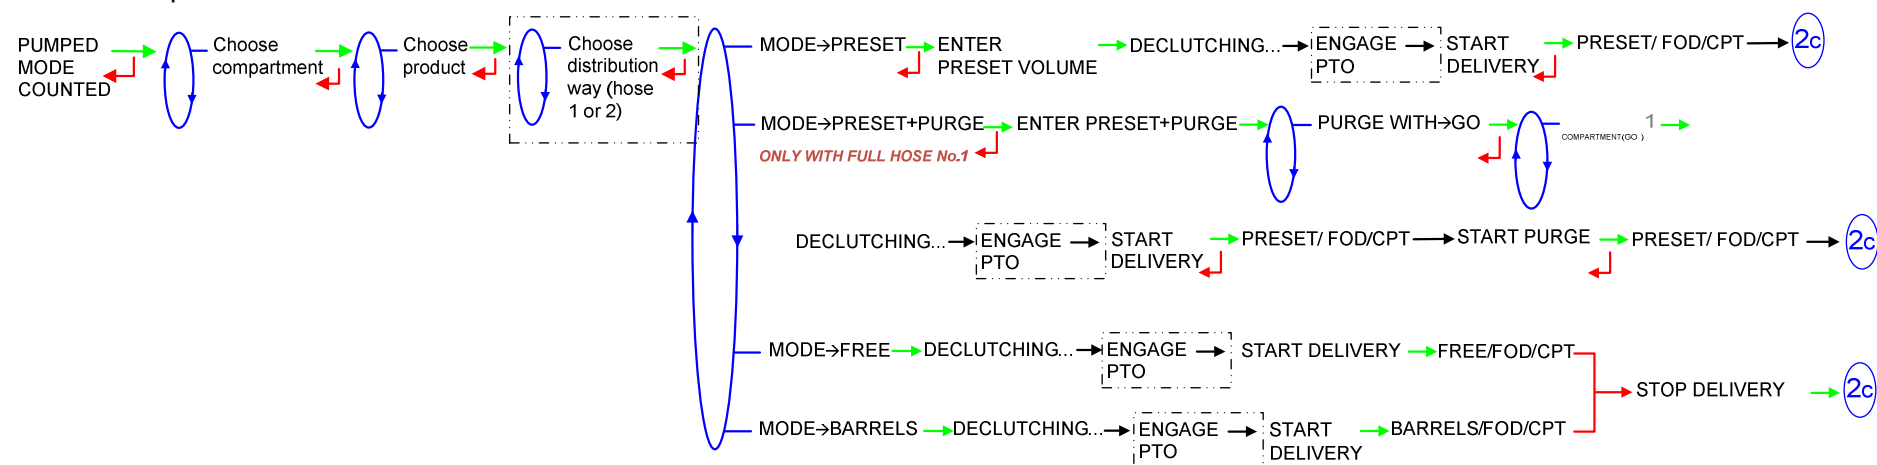 PUMPED
MODE
COUNTED
Choose
compartment
Choose
product
Choose
distribution
way (hose
1 or 2)
MODE→PRESET
ENTER
PRESET VOLUME
DECLUTCHING...
ENGAGE
PTO
START
DELIVERY
PRESET/ FOD/CPT
2c
MODE→PRESET+PURGE
ONLY WITH FULL HOSE No.1
ENTER PRESET+PURGE
PURGE WITH→GO
COMPARTMENT(GO )
1
DECLUTCHING...
ENGAGE
PTO
START
DELIVERY
PRESET/ FOD/CPT
START PURGE
PRESET/ FOD/CPT
2c
MODE→FREE
DECLUTCHING...
ENGAGE
PTO
START DELIVERY
FREE/FOD/CPT
STOP DELIVERY
2c
MODE→BARRELS
DECLUTCHING...
ENGAGE
PTO
START
DELIVERY
BARRELS/FOD/CPT